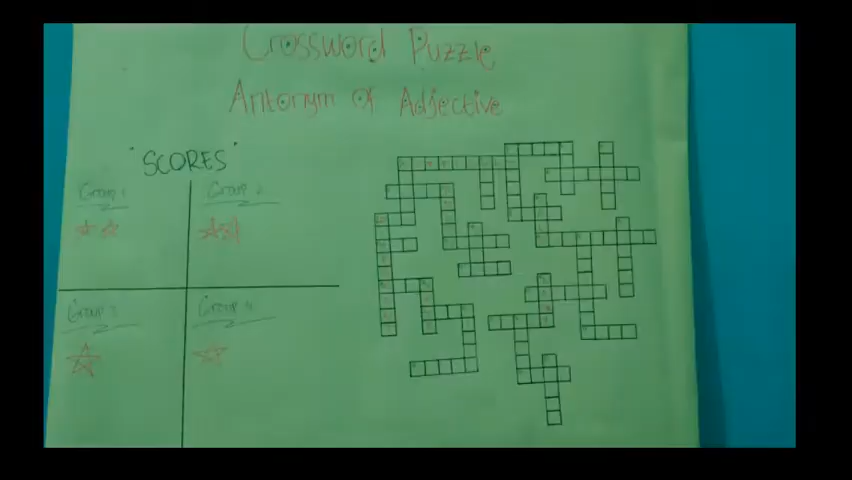 Crossword Puzzle
Antonym of Adjective
"SCORES"
Group 1
Group 2
Group 3
Group 4